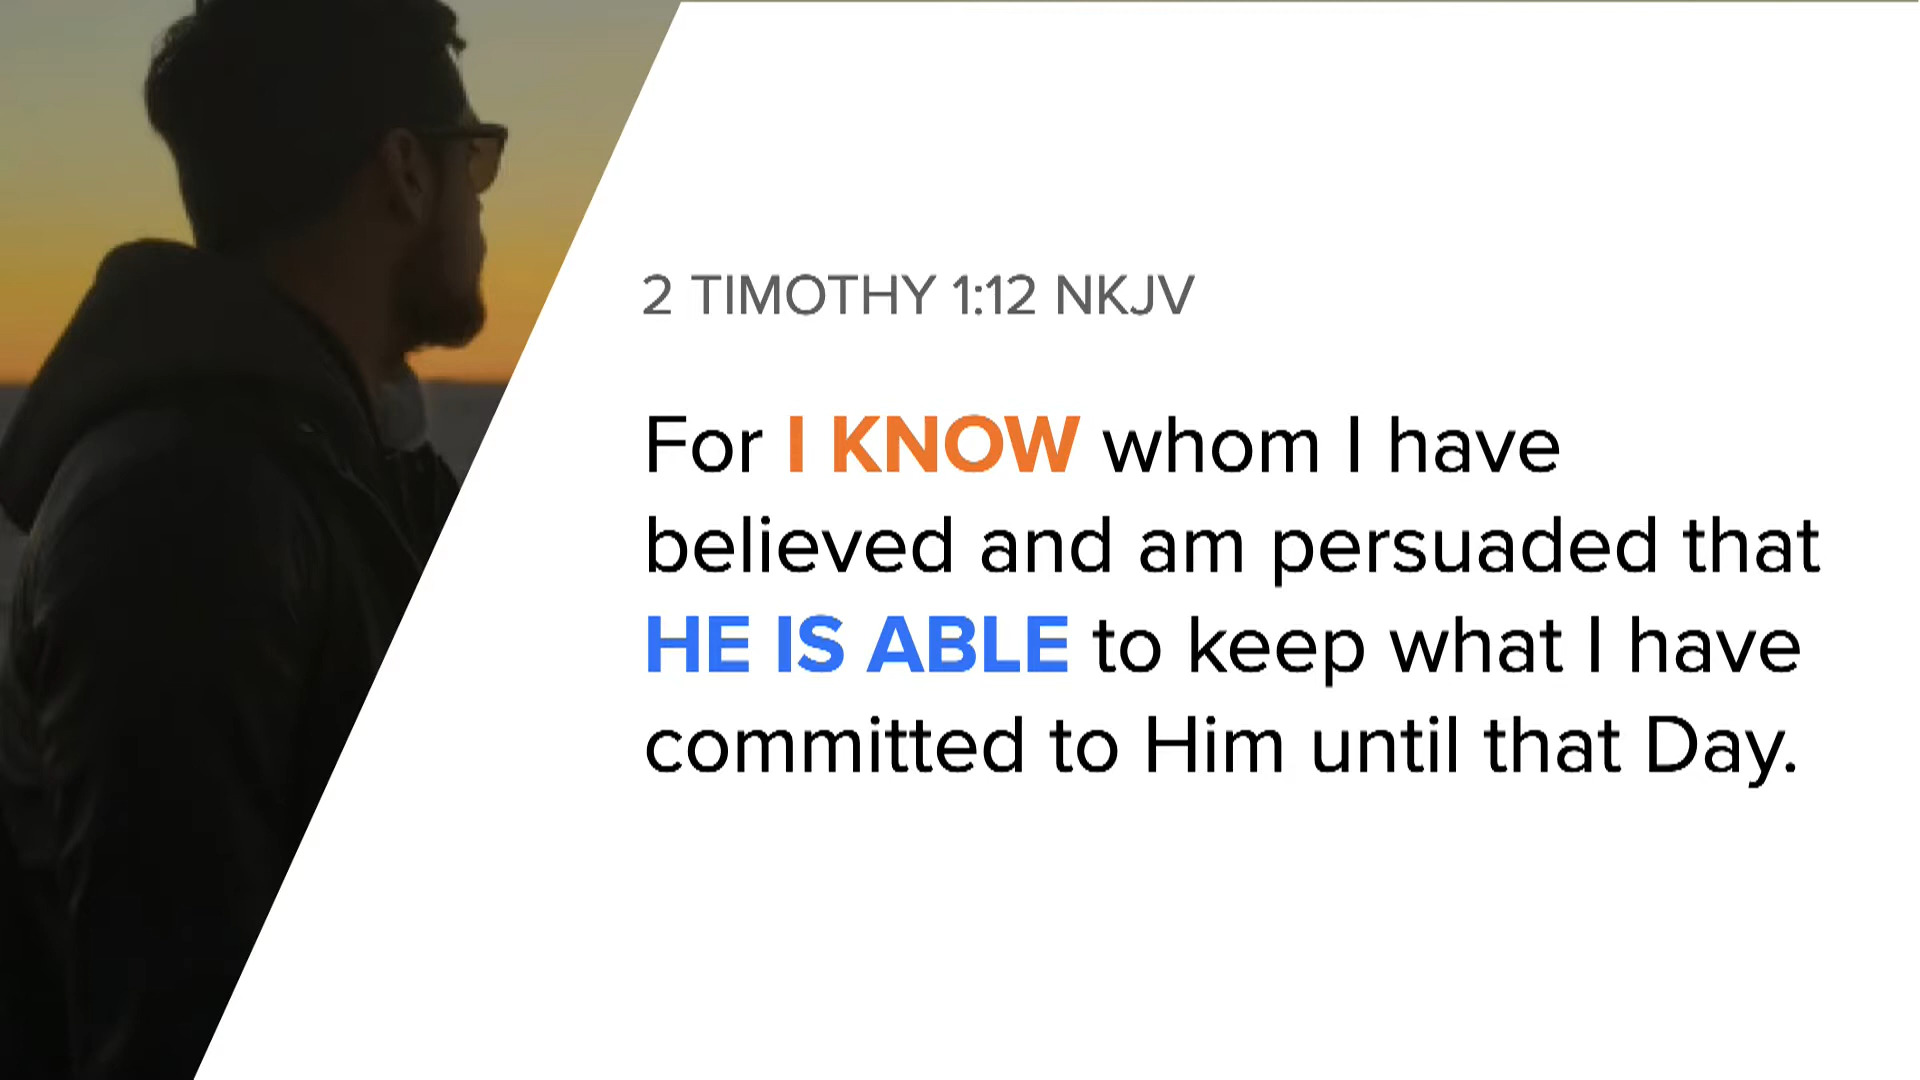 2 TIMOTHY 1:12 NKJV
For I KNOW whom I have
believed and am persuaded that
HE IS ABLE to keep what I have
committed to Him until that Day.